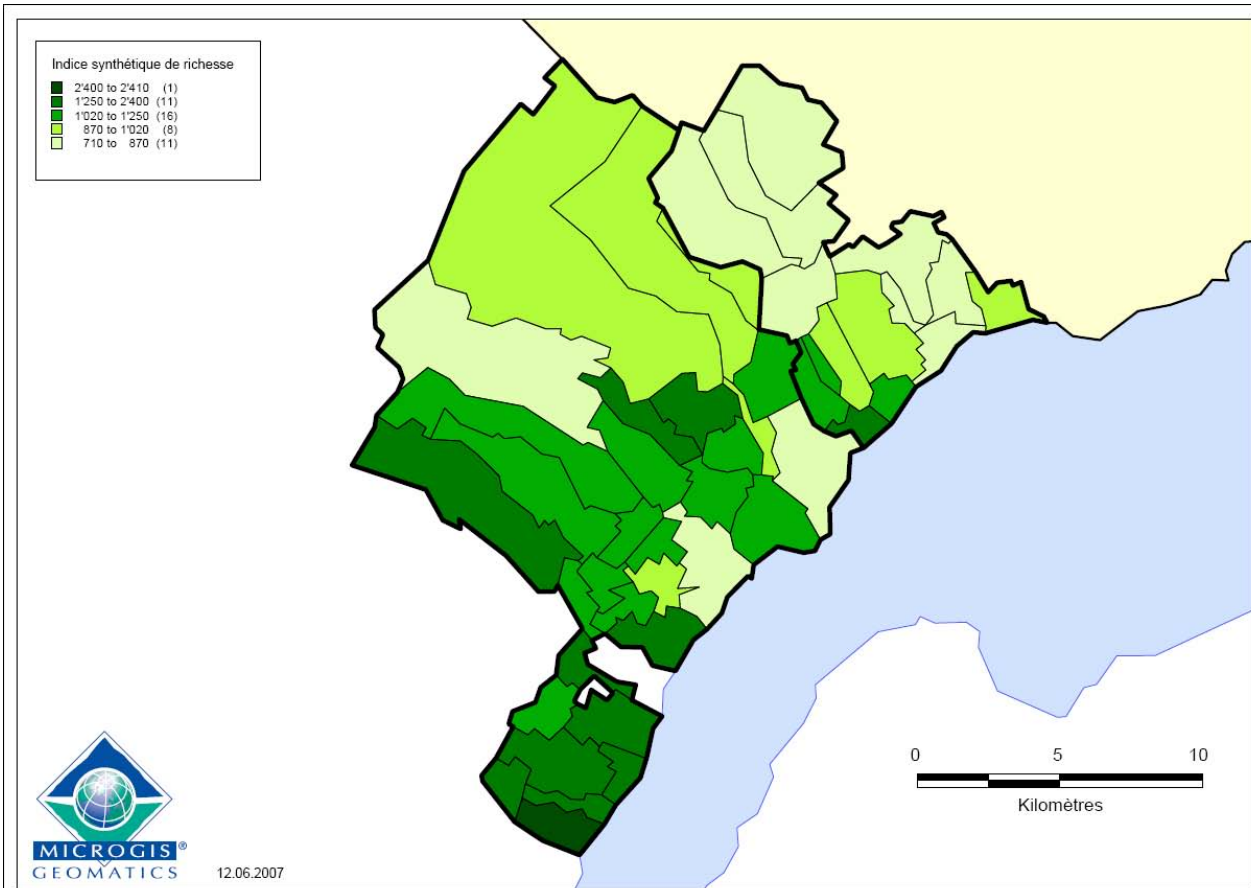 Indice synthétique de richesse
2'400 to 2'410 (1)
1'250 to 2'400 (11)
1'020 to 1'250 (16)
870 to 1'020 (8)
710 to 870 (11)
0 5 10
Kilomètres
MICROGIS®
GEOMATICS
12.06.2007